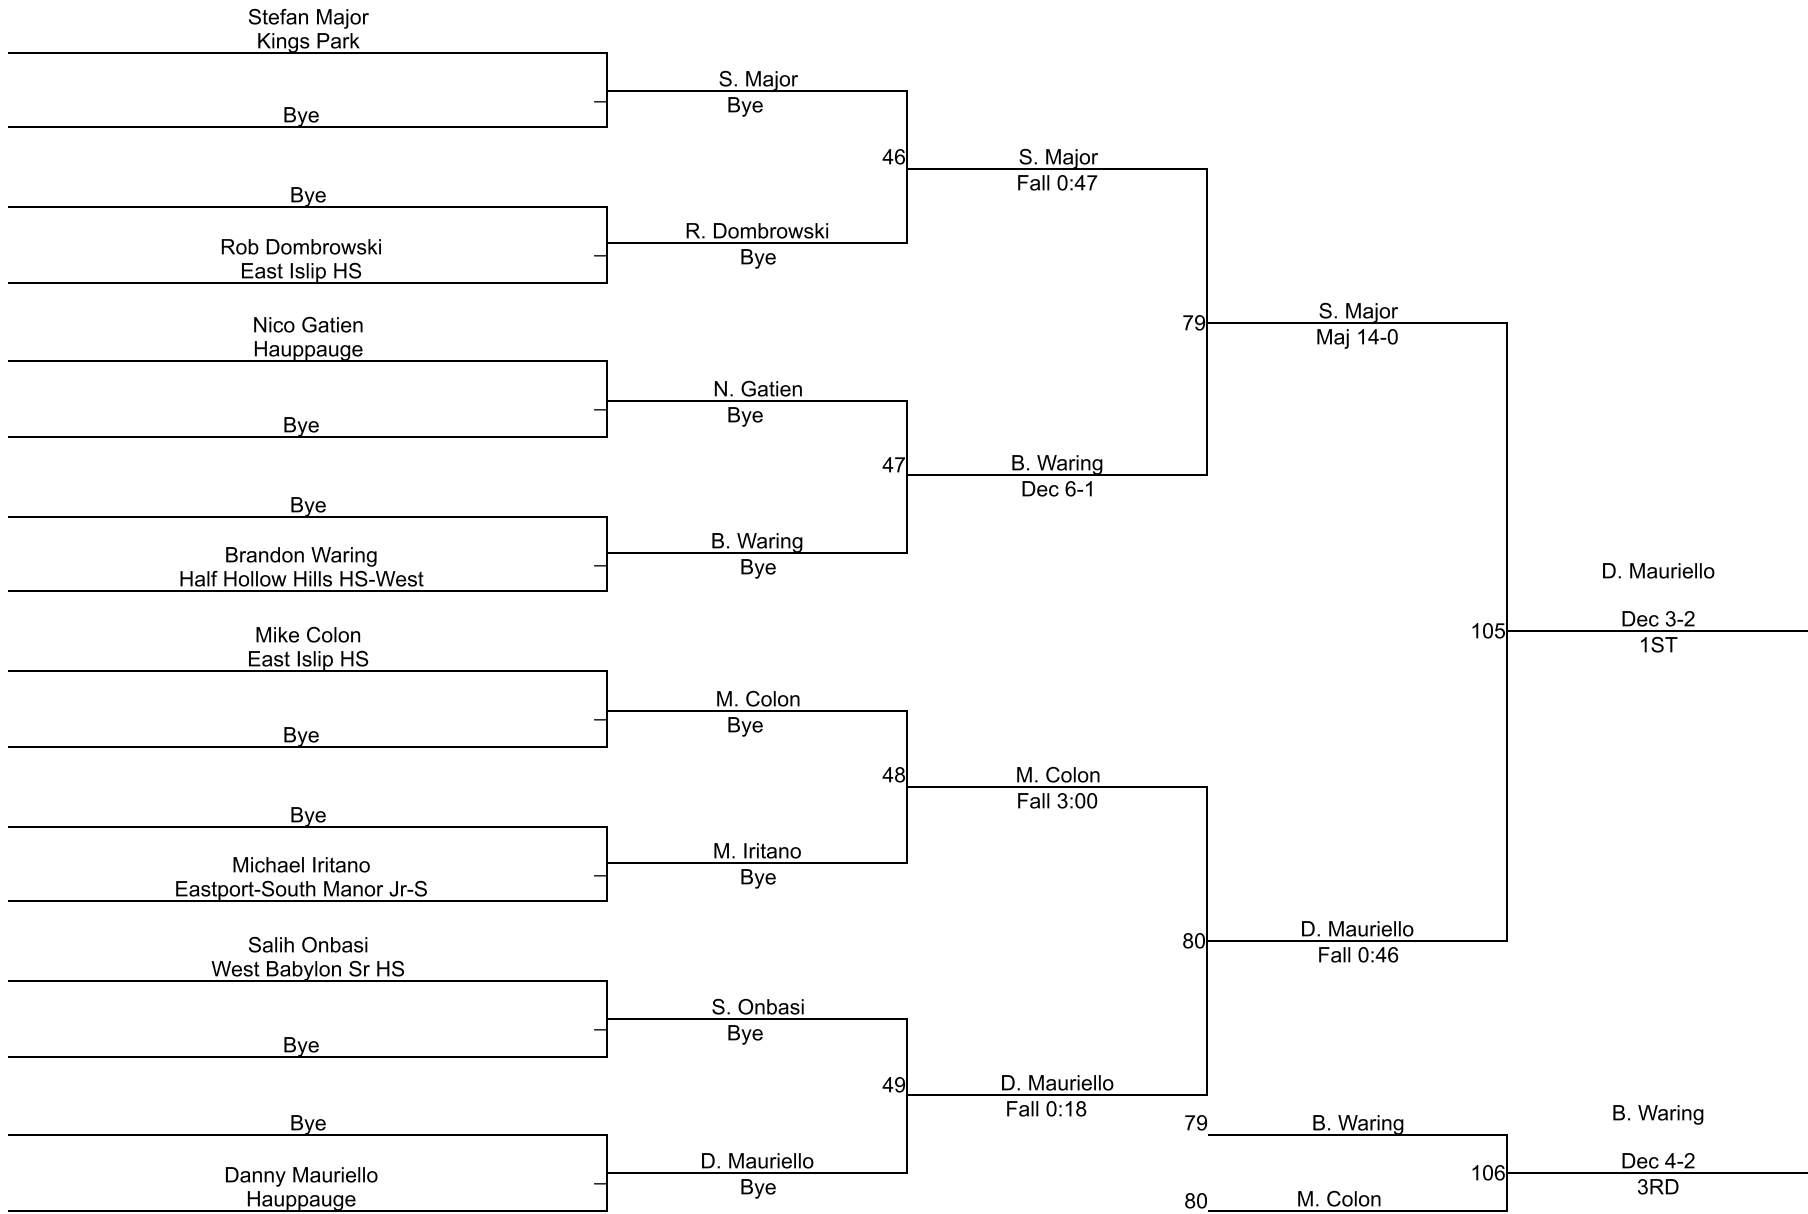 Stefan Major
Kings Park
Bye
Bye
Rob Dombrowski
East Islip HS
Nico Gatien
Hauppauge
Bye
Bye
Brandon Waring
Half Hollow Hills HS-West
Mike Colon
East Islip HS
Bye
Bye
Michael Iritano
Eastport-South Manor Jr-S
Salih Onbasi
West Babylon Sr HS
Bye
Bye
Danny Mauriello
Hauppauge
S. Major
Bye
R. Dombrowski
Bye
N. Gatien
Bye
B. Waring
Bye
M. Colon
Bye
M. Iritano
Bye
S. Onbasi
Bye
D. Mauriello
Bye
46
47
48
49
S. Major
Fall 0:47
B. Waring
Dec 6-1
M. Colon
Fall 3:00
D. Mauriello
Fall 0:18
79
80
S. Major
Maj 14-0
D. Mauriello
Fall 0:46
105
D. Mauriello
Dec 3-2
1ST
79
B. Waring
80
M. Colon
106
B. Waring
Dec 4-2
3RD